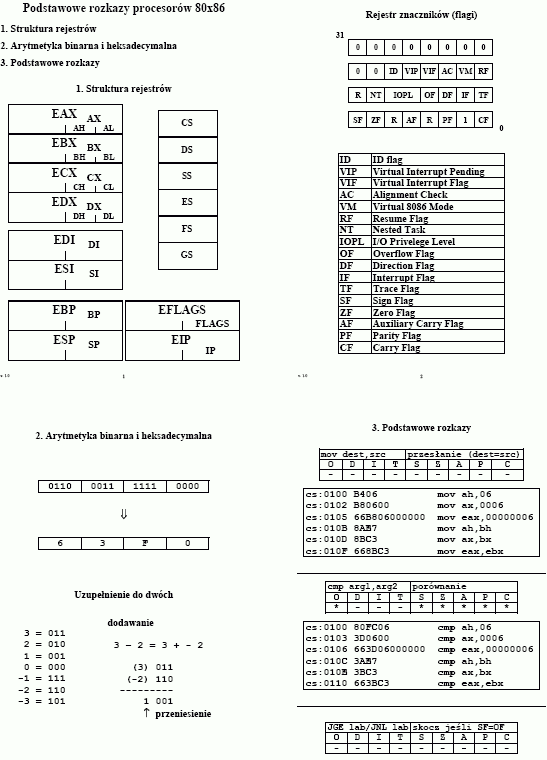 Podstawowe rozkazy procesorów 80x86
1. Struktura rejestrów
2. Arytmetyka binarna i heksadecymalna
3. Podstawowe rozkazy
1. Struktura rejestrów
EAX AX
AH AL
EBX BX
BH BL
ECX CX
CH CL
EDX DX
DH DL
EDI DI
ESI SI
EBP BP
ESP SP
CS
DS
SS
ES
FS
GS
EFLAGS
FLAGS
EIP
IP
1
Rejestr znaczników (flagi)
31
0 0 0 0 0 0 0 0
0 0 ID VIP VIF AC VM RF
R NT IOPL OF DF IF TF
SF ZF R AF R PF 1 CF
0
ID ID flag
VIP Virtual Interrupt Pending
VIF Virtual Interrupt Flag
AC Alignment Check
VM Virtual 8086 Mode
RF Resume Flag
NT Nested Task
IOPL I/O Privelege Level
OF Overflow Flag
DF Direction Flag
IF Interrupt Flag
TF Trace Flag
SF Sign Flag
ZF Zero Flag
AF Auxiliary Carry Flag
PF Parity Flag
CF Carry Flag
2
2. Arytmetyka binarna i heksadecymalna
0110 0011 1111 0000
⇓
6 3 F 0
Uzupełnienie do dwóch
3 = 011
2 = 010
1 = 001
0 = 000
-1 = 111
-2 = 110
-3 = 101
dodawanie
3 - 2 = 3 + - 2
(3) 011
(-2) 110
---------
1 001
↑ przeniesienie
3. Podstawowe rozkazy
mov dest,src przesłanie (dest=src)
O D I T S Z A P C
- - - - - - - - -
cs:0100 B406 mov ah,06
cs:0102 B80600 mov ax,0006
cs:0105 66B806000000 mov eax,00000006
cs:010B 8AE7 mov ah,bh
cs:010D 8BC3 mov ax,bx
cs:010F 668BC3 mov eax,ebx
cmp arg1,arg2 porównanie
O D I T S Z A P C
* - - - * * * * *
cs:0100 80FC06 cmp ah,06
cs:0103 3D0600 cmp ax,0006
cs:0106 663D06000000 cmp eax,00000006
cs:010C 3AE7 cmp ah,bh
cs:010E 3BC3 cmp ax,bx
cs:0110 663BC3 cmp eax,ebx
JGE lab/JNL lab skocz jeśli SF=OF
O D I T S Z A P C
- - - - - - - - -